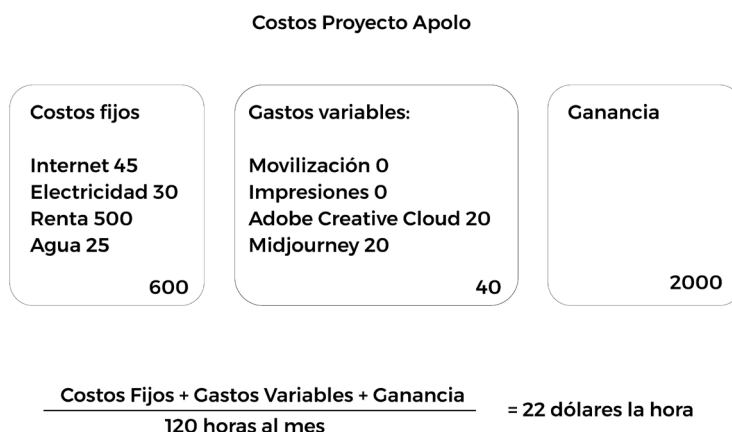 Costos Proyecto Apolo
Costos fijos
Internet 45
Electricidad 30
Renta 500
Agua 25
600
Gastos variables:
Movilización 0
Impresiones 0
Adobe Creative Cloud 20
Midjourney 20
40
Ganancia
2000
Costos Fijos + Gastos Variables + Ganancia
120 horas al mes
= 22 dólares la hora